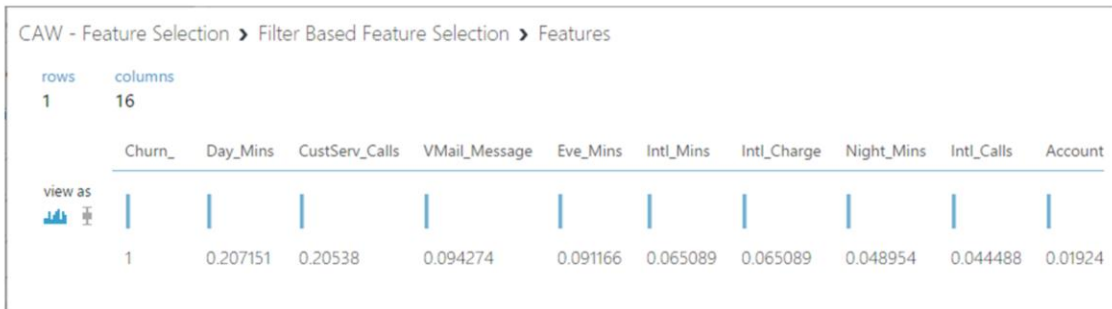 CAW - Feature Selection › Filter Based Feature Selection › Features
rows columns
1 16
Churn_ Day_Mins CustServ_Calls VMail_Message Eve_Mins Intl_Mins Intl_Charge Night_Mins Intl_Calls Account
view as
1 0.207151 0.20538 0.094274 0.091166 0.065089 0.065089 0.048954 0.044488 0.01924